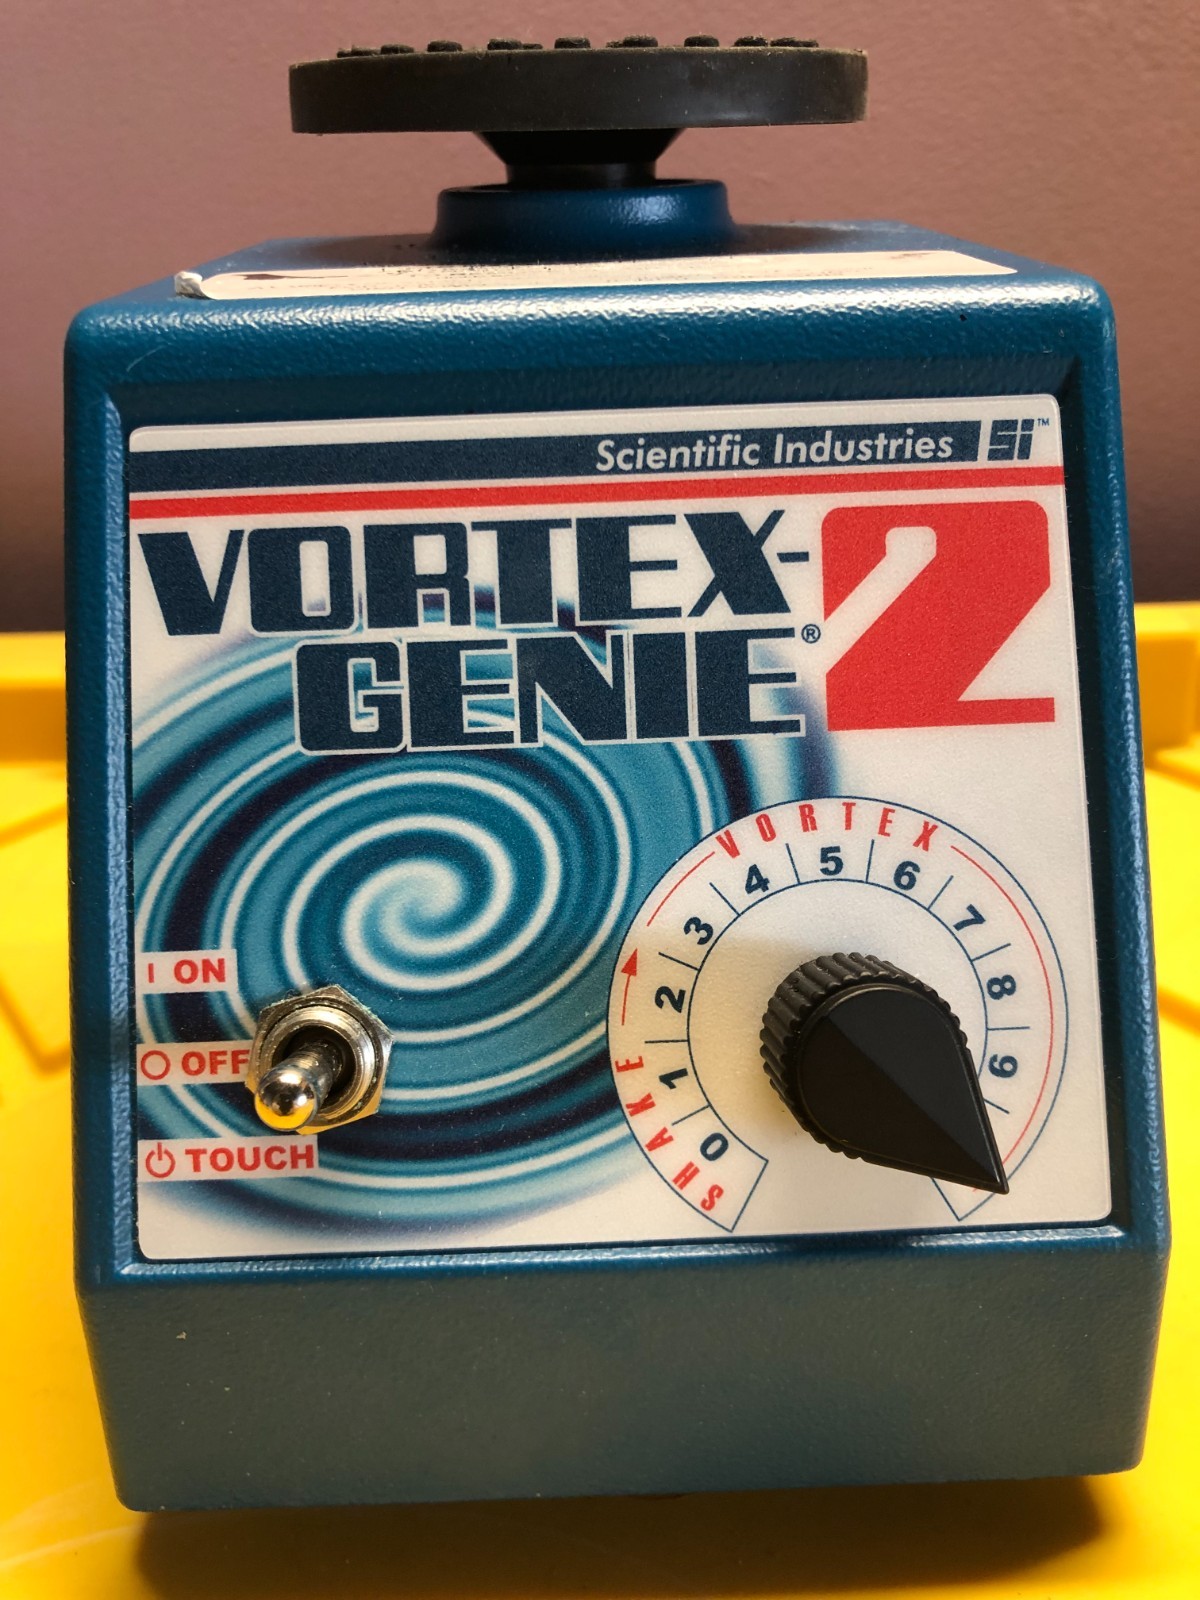 Scientific Industries Si™
VORTEX-2
GENIE®
VORTEX
SHAKE
0 1 2 3 4 5 6 7 8 9
I ON
O OFF
TOUCH